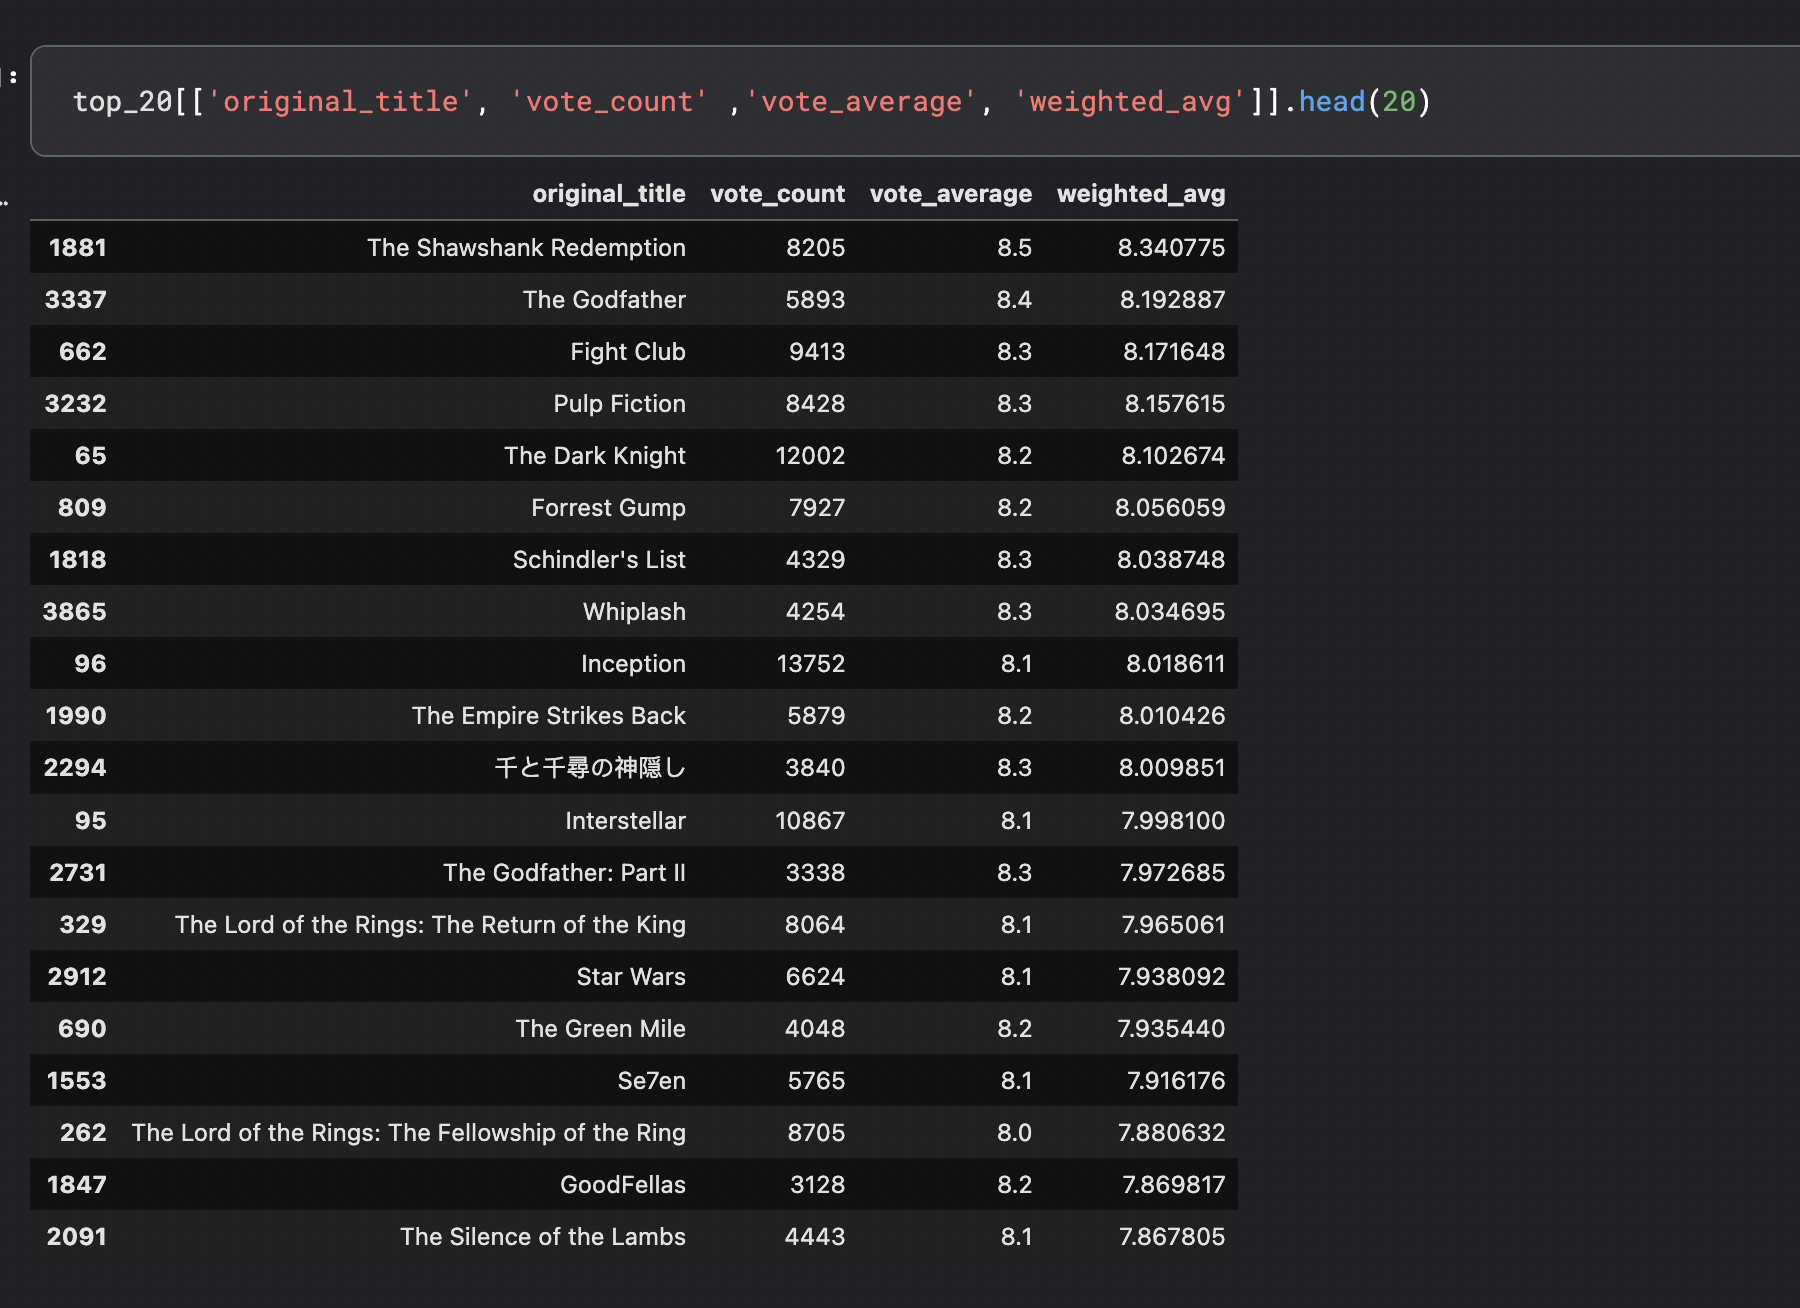 ]:
top_20[['original_title', 'vote_count' ,'vote_average', 'weighted_avg']].head(20)
..
original_title vote_count vote_average weighted_avg
1881 The Shawshank Redemption 8205 8.5 8.340775
3337 The Godfather 5893 8.4 8.192887
662 Fight Club 9413 8.3 8.171648
3232 Pulp Fiction 8428 8.3 8.157615
65 The Dark Knight 12002 8.2 8.102674
809 Forrest Gump 7927 8.2 8.056059
1818 Schindler's List 4329 8.3 8.038748
3865 Whiplash 4254 8.3 8.034695
96 Inception 13752 8.1 8.018611
1990 The Empire Strikes Back 5879 8.2 8.010426
2294 千と千尋の神隠し 3840 8.3 8.009851
95 Interstellar 10867 8.1 7.998100
2731 The Godfather: Part II 3338 8.3 7.972685
329 The Lord of the Rings: The Return of the King 8064 8.1 7.965061
2912 Star Wars 6624 8.1 7.938092
690 The Green Mile 4048 8.2 7.935440
1553 Se7en 5765 8.1 7.916176
262 The Lord of the Rings: The Fellowship of the Ring 8705 8.0 7.880632
1847 GoodFellas 3128 8.2 7.869817
2091 The Silence of the Lambs 4443 8.1 7.867805